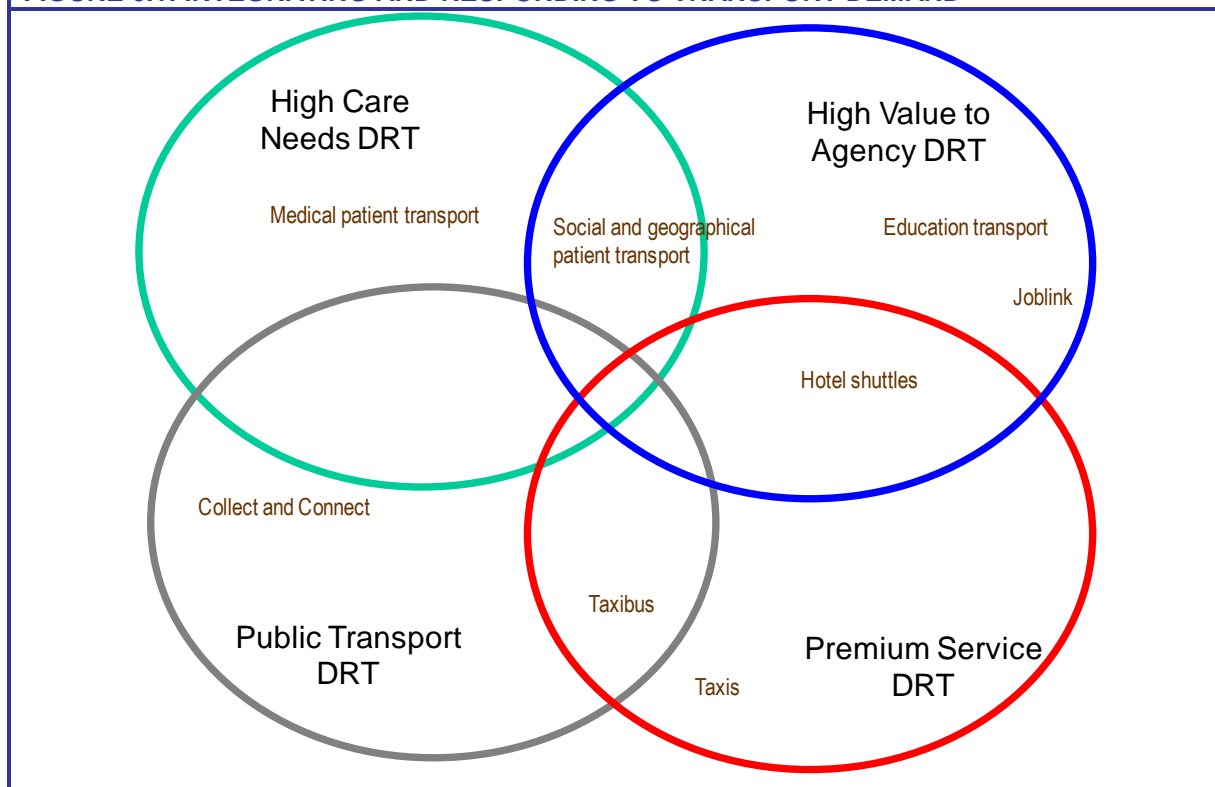 High Care
Needs DRT
High Value to
Agency DRT
Medical patient transport
Social and geographical
patient transport
Education transport
Joblink
Hotel shuttles
Collect and Connect
Taxibus
Public Transport
DRT
Premium Service
DRT
Taxis